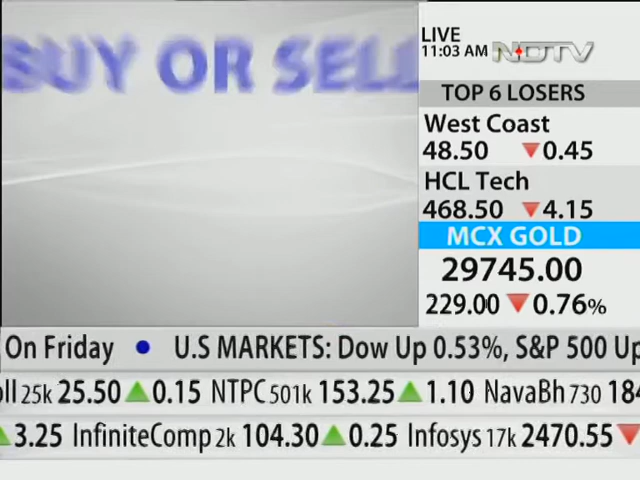 BUY OR SELL
LIVE
11:03 AM NDTV
TOP 6 LOSERS
West Coast
48.50 ▼0.45
HCL Tech
468.50 ▼4.15
MCX GOLD
29745.00
229.00 ▼0.76%
On Friday • U.S MARKETS: Dow Up 0.53%, S&P 500 Up
ll 25k 25.50 ▲0.15 NTPC 501k 153.25 ▲1.10 NavaBh 730 184
▲3.25 InfiniteComp 2k 104.30 ▲0.25 Infosys 17k 2470.55 ▼